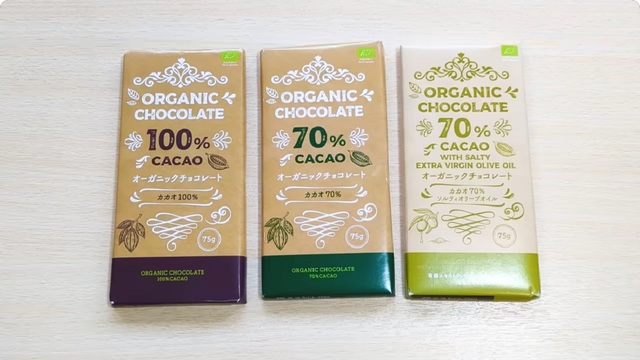 ORGANIC
CHOCOLATE
100%
CACAO
オーガニックチョコレート
カカオ100%
75g
ORGANIC CHOCOLATE
100% CACAO
ORGANIC
CHOCOLATE
70%
CACAO
オーガニックチョコレート
カカオ70%
75g
ORGANIC CHOCOLATE
70% CACAO
ORGANIC
CHOCOLATE
70%
CACAO
WITH SALTY
EXTRA VIRGIN OLIVE OIL
オーガニックチョコレート
カカオ70%
ソルティオリーブオイル
75g